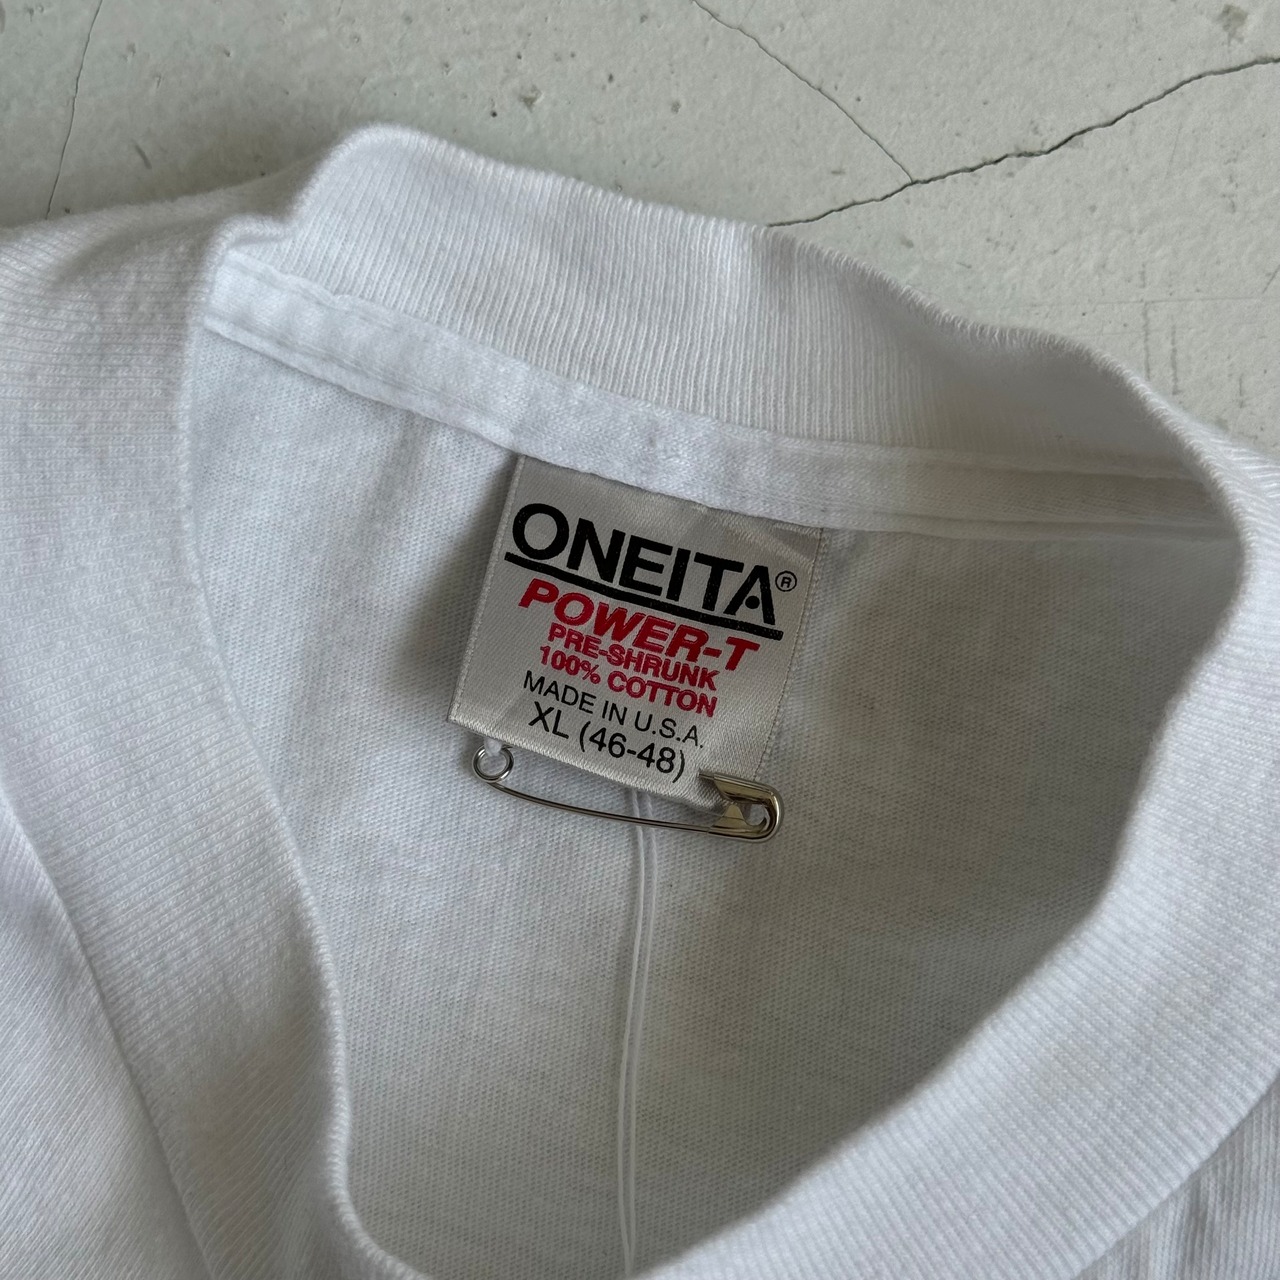 ONEITA®
POWER-T
PRE-SHRUNK
100% COTTON
MADE IN U.S.A.
XL (46-48)